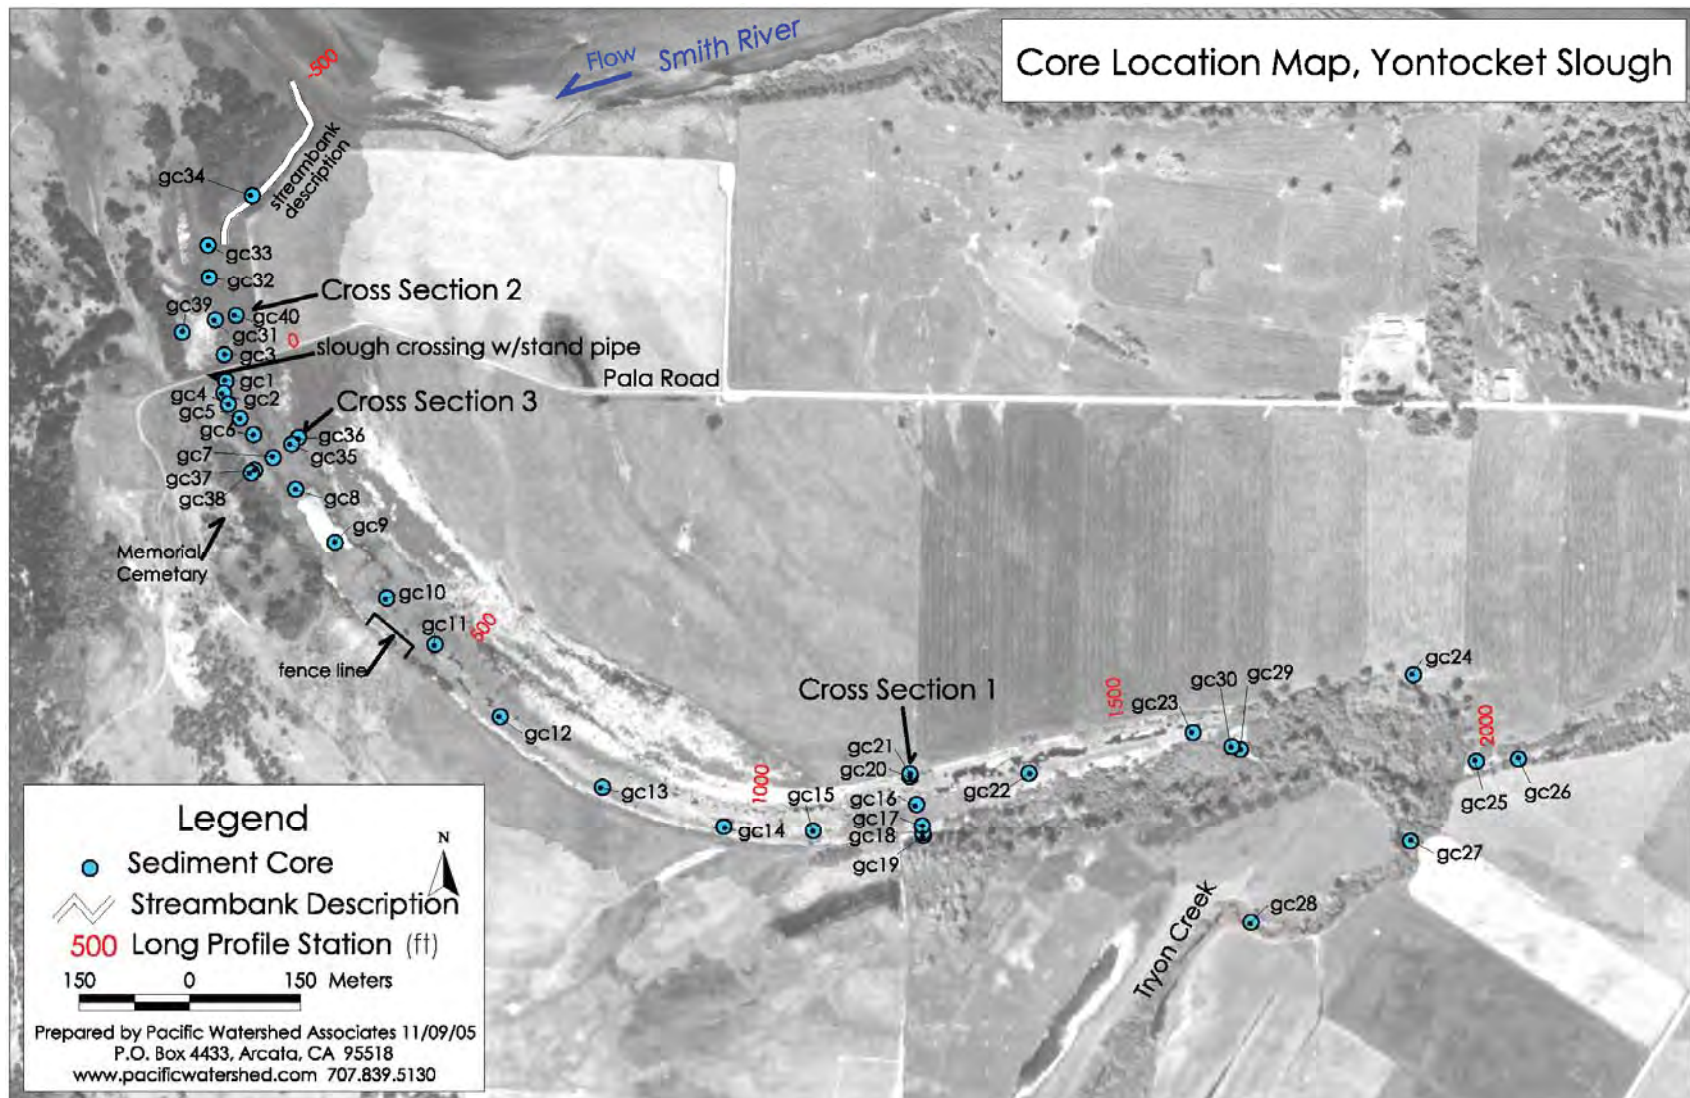 Core Location Map, Yontocket Slough
Flow
Smith River
-500
streambank
description
gc34
gc33
gc32
Cross Section 2
gc39
gc40
gc31
0
gc3
slough crossing w/stand pipe
Pala Road
gc1
gc4
gc2
Cross Section 3
gc5
gc6
gc36
gc35
gc7
gc37
gc38
gc8
gc9
Memorial
Cemetary
gc10
gc11
500
fence line
gc12
gc13
gc14
1000
gc15
Cross Section 1
gc21
gc20
gc16
gc17
gc18
gc19
gc22
1500
gc23
gc30
gc29
gc24
2000
gc25
gc26
gc27
gc28
Tryon Creek
Legend
N
Sediment Core
Streambank Description
500 Long Profile Station (ft)
150 0 150 Meters
Prepared by Pacific Watershed Associates 11/09/05
P.O. Box 4433, Arcata, CA 95518
www.pacificwatershed.com 707.839.5130